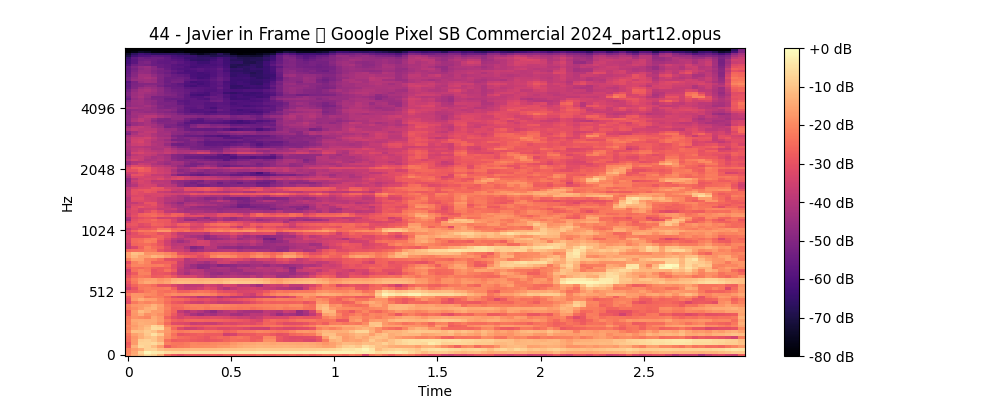 44 - Javier in Frame ▯ Google Pixel SB Commercial 2024_part12.opus
+0 dB
4096
-10 dB
-20 dB
2048
-30 dB
Hz
-40 dB
1024
-50 dB
512
-60 dB
-70 dB
0
-80 dB
0 0.5 1 1.5 2 2.5
Time